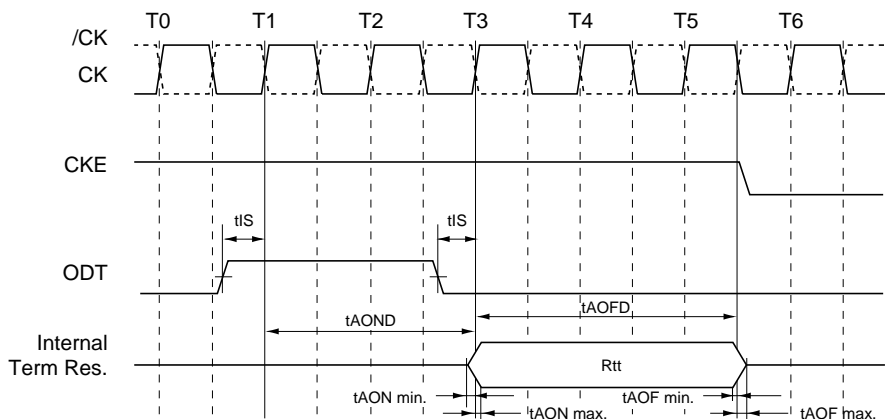 T0 T1 T2 T3 T4 T5 T6
/CK
CK
CKE
tIS tIS
ODT
tAOND tAOFD
Internal
Term Res.
Rtt
tAON min. tAOF min.
tAON max. tAOF max.